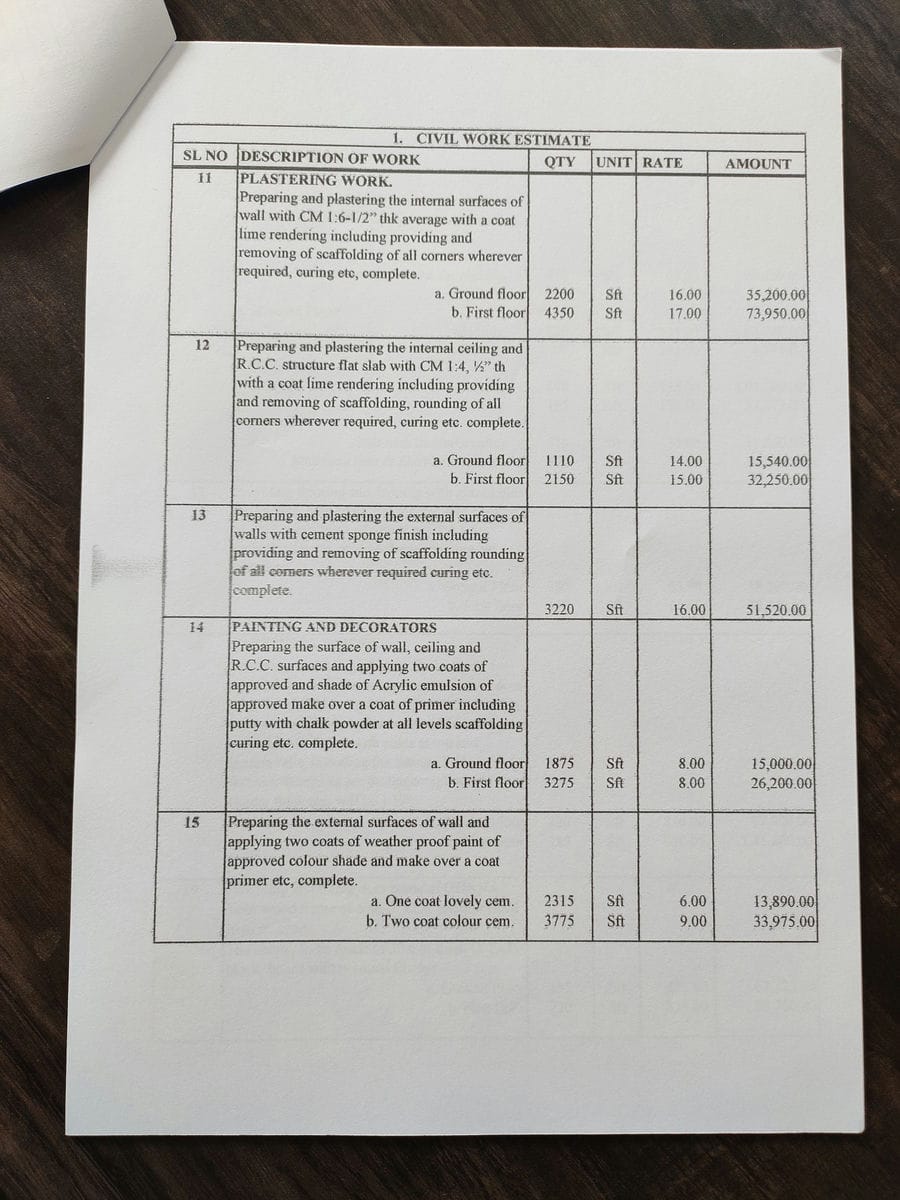 1. CIVIL WORK ESTIMATE
SL NO DESCRIPTION OF WORK QTY UNIT RATE AMOUNT
11 PLASTERING WORK.
Preparing and plastering the internal surfaces of
wall with CM 1:6-1/2” thk average with a coat
lime rendering including providing and
removing of scaffolding of all corners wherever
required, curing etc, complete.
a. Ground floor 2200 Sft 16.00 35,200.00
b. First floor 4350 Sft 17.00 73,950.00
12 Preparing and plastering the internal ceiling and
R.C.C. structure flat slab with CM 1:4, ½” th
with a coat lime rendering including providing
and removing of scaffolding, rounding of all
corners wherever required, curing etc. complete.
a. Ground floor 1110 Sft 14.00 15,540.00
b. First floor 2150 Sft 15.00 32,250.00
13 Preparing and plastering the external surfaces of
walls with cement sponge finish including
providing and removing of scaffolding rounding
of all corners wherever required curing etc.
complete.
3220 Sft 16.00 51,520.00
14 PAINTING AND DECORATORS
Preparing the surface of wall, ceiling and
R.C.C. surfaces and applying two coats of
approved and shade of Acrylic emulsion of
approved make over a coat of primer including
putty with chalk powder at all levels scaffolding
curing etc. complete.
a. Ground floor 1875 Sft 8.00 15,000.00
b. First floor 3275 Sft 8.00 26,200.00
15 Preparing the external surfaces of wall and
applying two coats of weather proof paint of
approved colour shade and make over a coat
primer etc, complete.
a. One coat lovely cem. 2315 Sft 6.00 13,890.00
b. Two coat colour cem. 3775 Sft 9.00 33,975.00